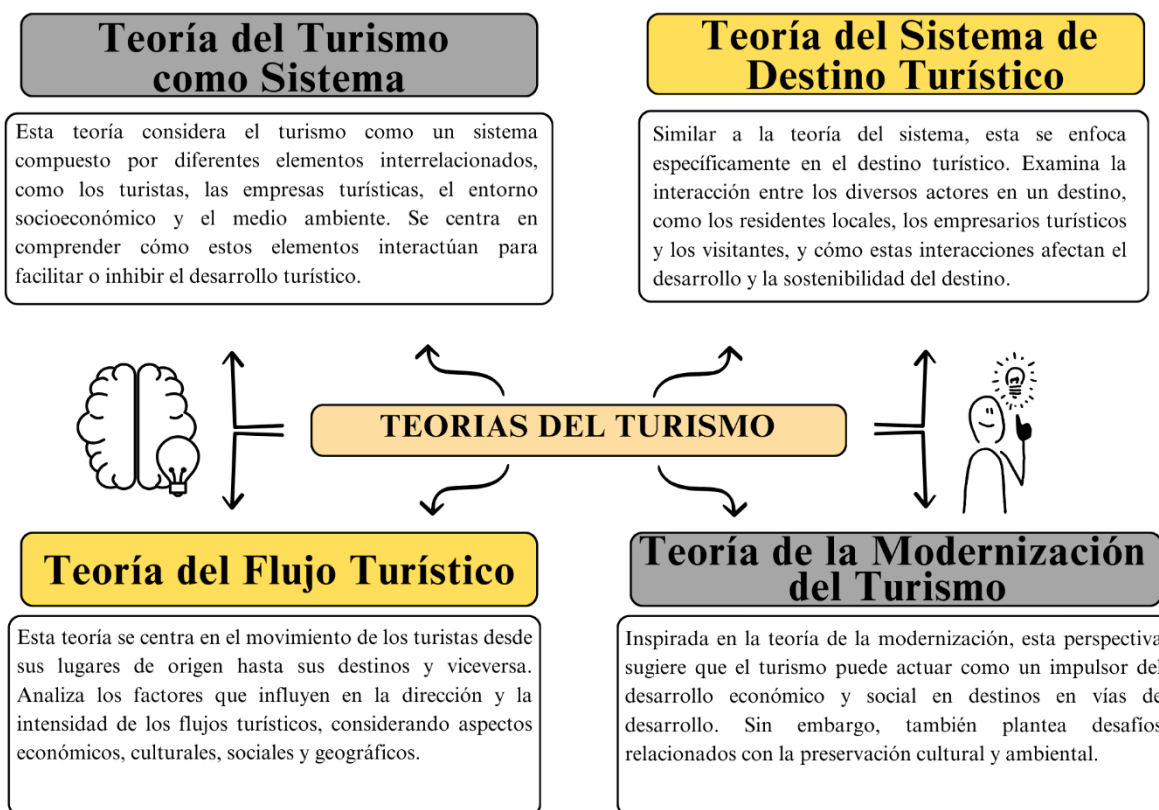 Teoría del Turismo
como Sistema
Esta teoría considera el turismo como un sistema
compuesto por diferentes elementos interrelacionados,
como los turistas, las empresas turísticas, el entorno
socioeconómico y el medio ambiente. Se centra en
comprender cómo estos elementos interactúan para
facilitar o inhibir el desarrollo turístico.
Teoría del Sistema de
Destino Turístico
Similar a la teoría del sistema, esta se enfoca
específicamente en el destino turístico. Examina la
interacción entre los diversos actores en un destino,
como los residentes locales, los empresarios turísticos
y los visitantes, y cómo estas interacciones afectan el
desarrollo y la sostenibilidad del destino.
TEORIAS DEL TURISMO
Teoría del Flujo Turístico
Esta teoría se centra en el movimiento de los turistas desde
sus lugares de origen hasta sus destinos y viceversa.
Analiza los factores que influyen en la dirección y la
intensidad de los flujos turísticos, considerando aspectos
económicos, culturales, sociales y geográficos.
Teoría de la Modernización
del Turismo
Inspirada en la teoría de la modernización, esta perspectiva
sugiere que el turismo puede actuar como un impulsor del
desarrollo económico y social en destinos en vías de
desarrollo. Sin embargo, también plantea desafíos
relacionados con la preservación cultural y ambiental.